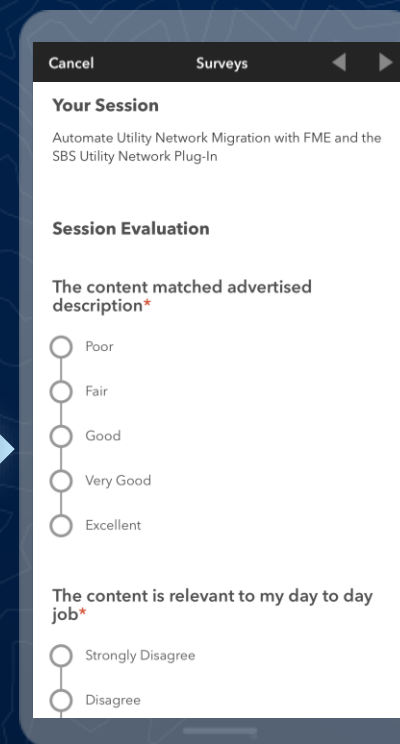 Cancel Surveys
Your Session
Automate Utility Network Migration with FME and the
SBS Utility Network Plug-In
Session Evaluation
The content matched advertised
description*
Poor
Fair
Good
Very Good
Excellent
The content is relevant to my day to day
job*
Strongly Disagree
Disagree